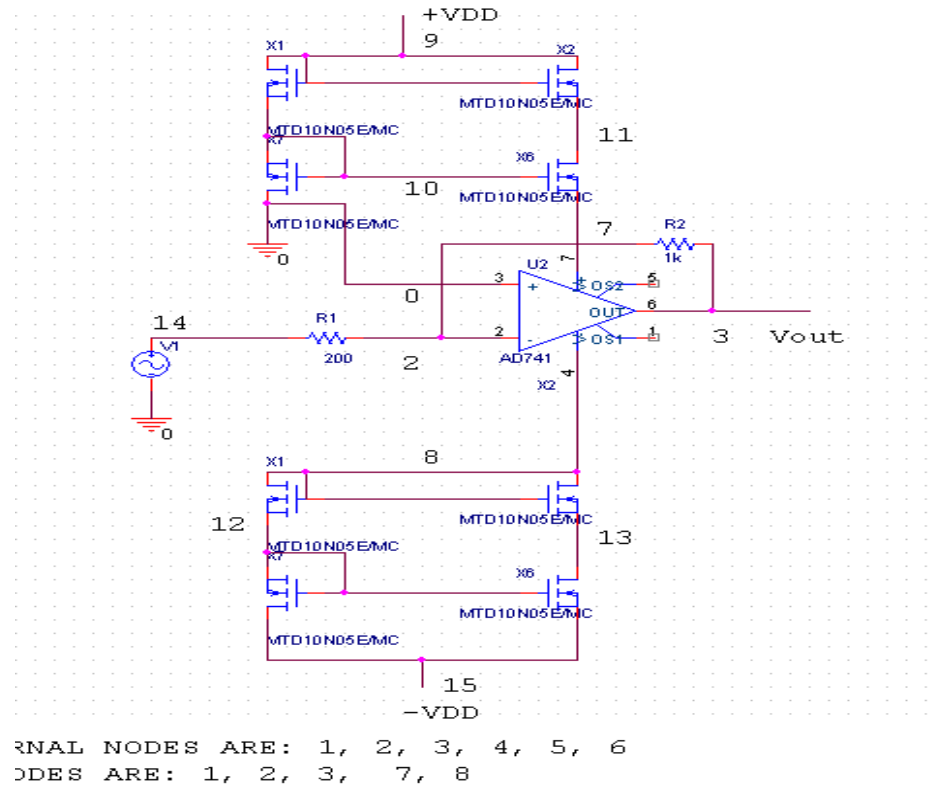 +VDD
9
X1
X2
MTD10N05E/MC
MTD10N05E/MC
11
X7
X6
10
MTD10N05E/MC
MTD10N05E/MC
7
R2
1k
0
U2
7
3
+
OS2
5
0
OUT
6
14
V1
R1
200
2
2
-
OS1
1
3
Vout
AD741
X2
4
0
8
X1
12
MTD10N05E/MC
13
MTD10N05E/MC
X7
X6
MTD10N05E/MC
MTD10N05E/MC
15
-VDD
RNAL NODES ARE: 1, 2, 3, 4, 5, 6
ODES ARE: 1, 2, 3, 7, 8